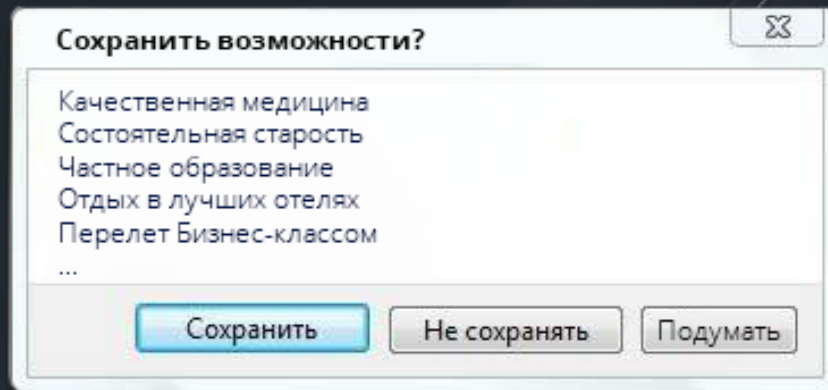 Сохранить возможности?
Качественная медицина
Состоятельная старость
Частное образование
Отдых в лучших отелях
Перелет Бизнес-классом
...
Сохранить Не сохранять Подумать